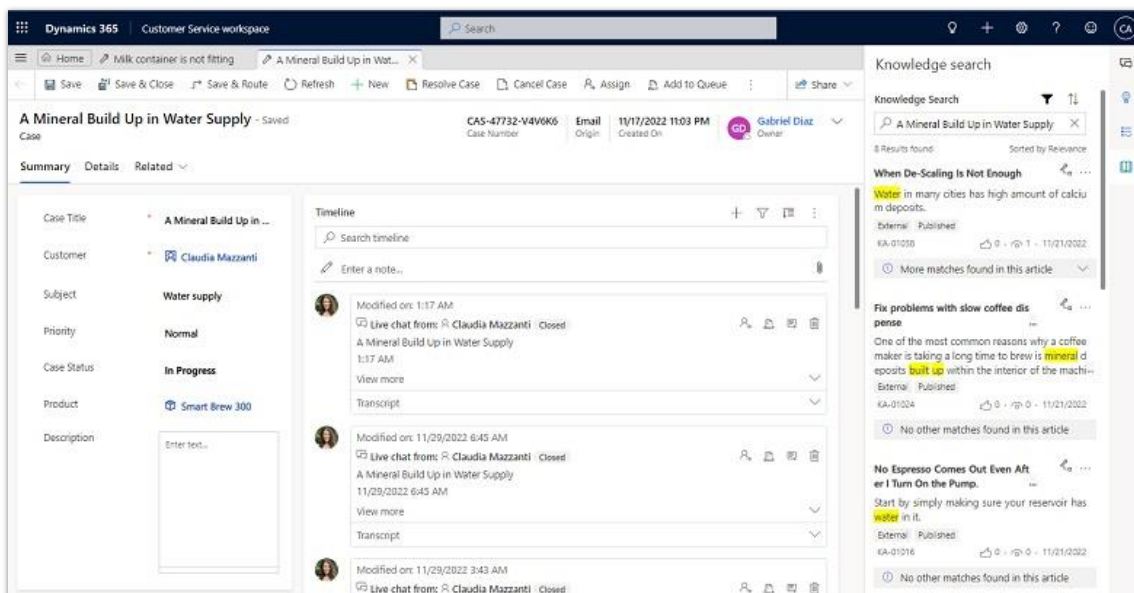 Dynamics 365 Customer Service workspace Search CA
Home Milk container is not fitting A Mineral Build Up in Wat...
Save Save & Close Save & Route Refresh New Resolve Case Cancel Case Assign Add to Queue Share
A Mineral Build Up in Water Supply - Saved
Case
CAS-47732-V4V6K6 Email 11/17/2022 11:03 PM GD Gabriel Diaz
Case Number Origin Created On Owner
Summary Details Related
Case Title * A Mineral Build Up in ...
Customer * Claudia Mazzanti
Subject Water supply
Priority Normal
Case Status In Progress
Product Smart Brew 300
Description Enter text...
Timeline
Search timeline
Enter a note...
Modified on: 1:17 AM
Live chat from: Claudia Mazzanti Closed
A Mineral Build Up in Water Supply
1:17 AM
View more
Transcript
Modified on: 11/29/2022 6:45 AM
Live chat from: Claudia Mazzanti Closed
A Mineral Build Up in Water Supply
11/29/2022 6:45 AM
View more
Transcript
Modified on: 11/29/2022 3:43 AM
Live chat from: Claudia Mazzanti Closed
Knowledge search
Knowledge Search
A Mineral Build Up in Water Supply
8 Results found Sorted by Relevance
When De-Scaling Is Not Enough
Water in many cities has high amount of calciu
m deposits.
External Published
KA-01058 0 - 1 - 11/21/2022
More matches found in this article
Fix problems with slow coffee dis
pense ...
One of the most common reasons why a coffee
maker is taking a long time to brew is mineral d
eposits built up within the interior of the machi...
External Published
KA-01024 0 - 0 - 11/21/2022
No other matches found in this article
No Espresso Comes Out Even Aft
er I Turn On the Pump. ...
Start by simply making sure your reservoir has
water in it.
External Published
KA-01016 0 - 0 - 11/21/2022
No other matches found in this article